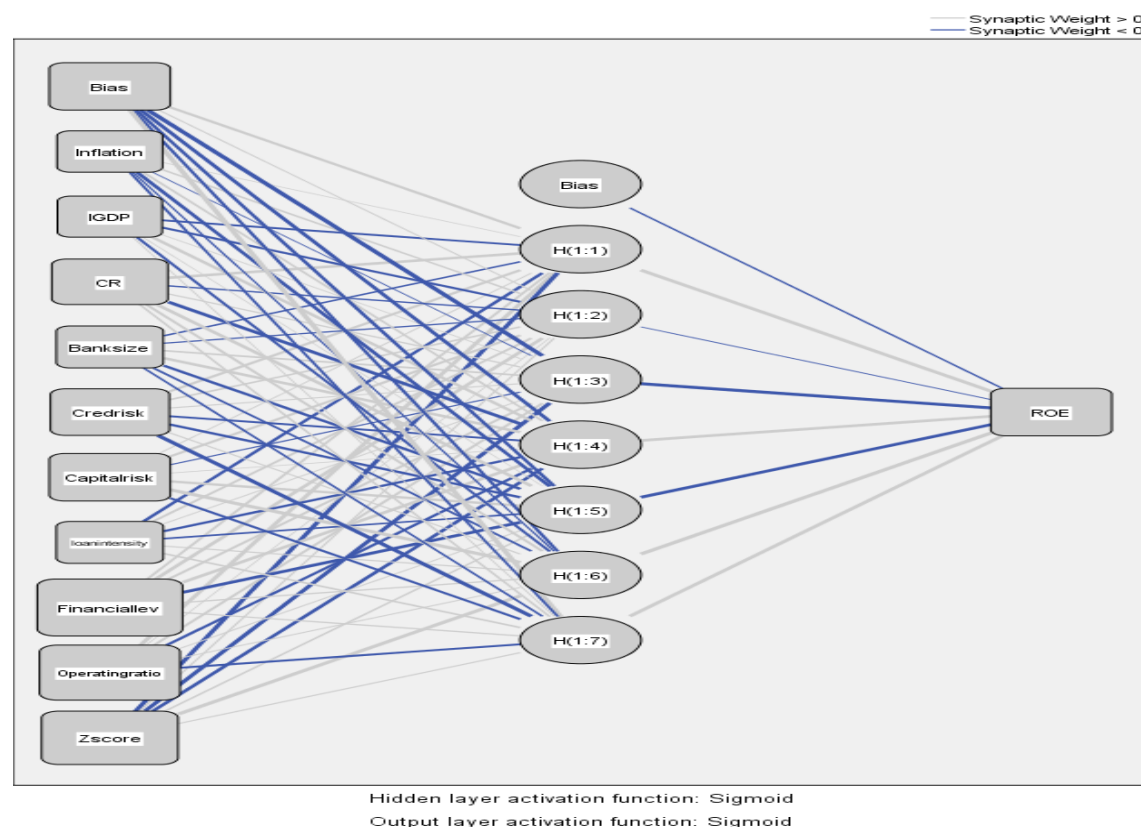 Synaptic Weight > 0
Synaptic Weight < 0
Bias
Inflation
IGDP
CR
Banksize
Credrisk
Capitalrisk
loanintensity
Financiallev
Operatingratio
Zscore
Bias
H(1:1)
H(1:2)
H(1:3)
H(1:4)
H(1:5)
H(1:6)
H(1:7)
ROE
Hidden layer activation function: Sigmoid
Output layer activation function: Sigmoid